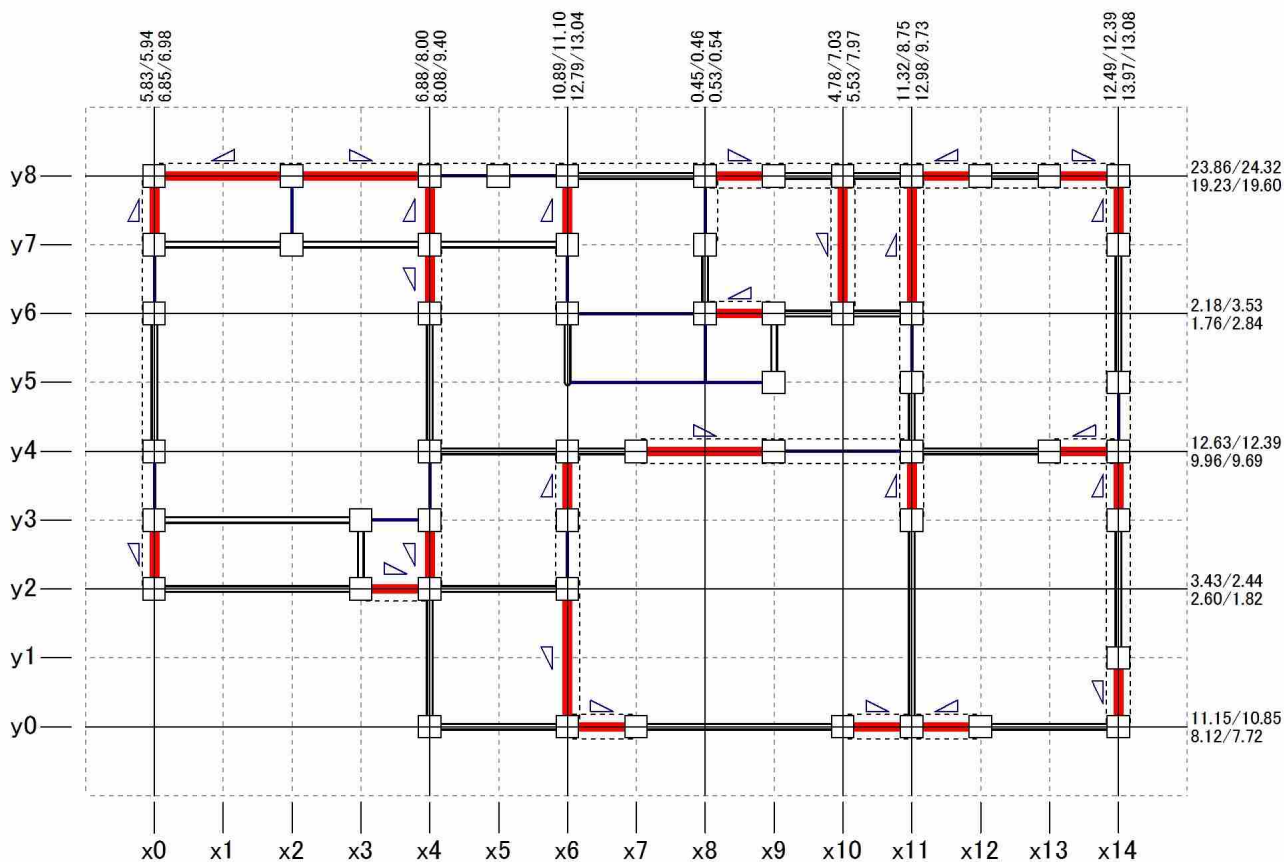 5.83/5.94
6.85/6.98
6.88/8.00
8.08/9.40
10.89/11.10
12.79/13.04
0.45/0.46
0.53/0.54
4.78/7.03
5.53/7.97
11.32/8.75
12.98/9.73
12.49/12.39
13.97/13.08
y8
23.86/24.32
19.23/19.60
y7
y6
2.18/3.53
1.76/2.84
y5
y4
12.63/12.39
9.96/9.69
y3
y2
3.43/2.44
2.60/1.82
y1
y0
11.15/10.85
8.12/7.72
x0 x1 x2 x3 x4 x5 x6 x7 x8 x9 x10 x11 x12 x13 x14